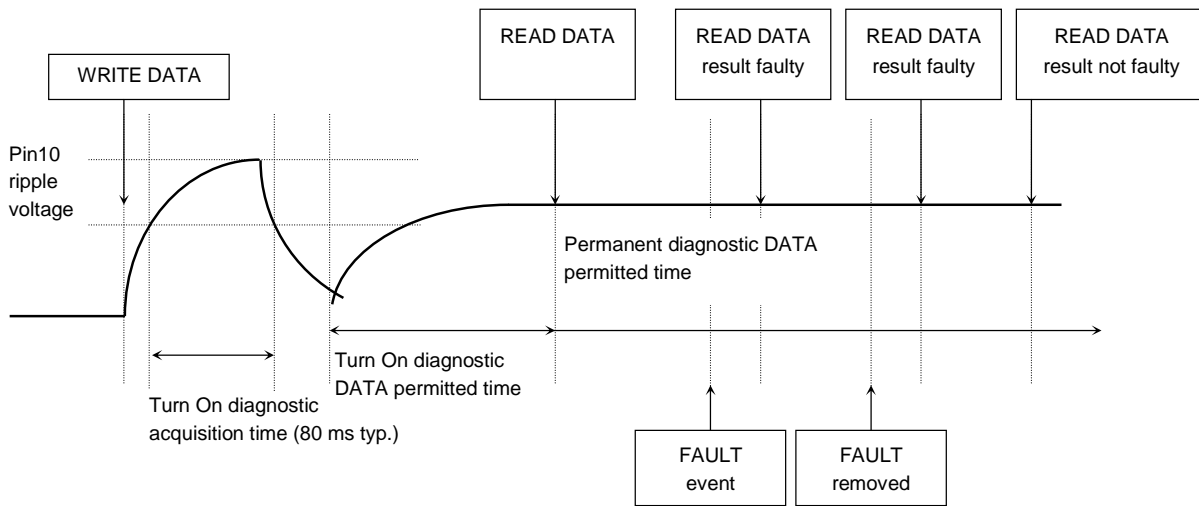 READ DATA
READ DATA
result faulty
READ DATA
result faulty
READ DATA
result not faulty
WRITE DATA
Pin10
ripple
voltage
Permanent diagnostic DATA
permitted time
Turn On diagnostic
DATA permitted time
Turn On diagnostic
acquisition time (80 ms typ.)
FAULT
event
FAULT
removed